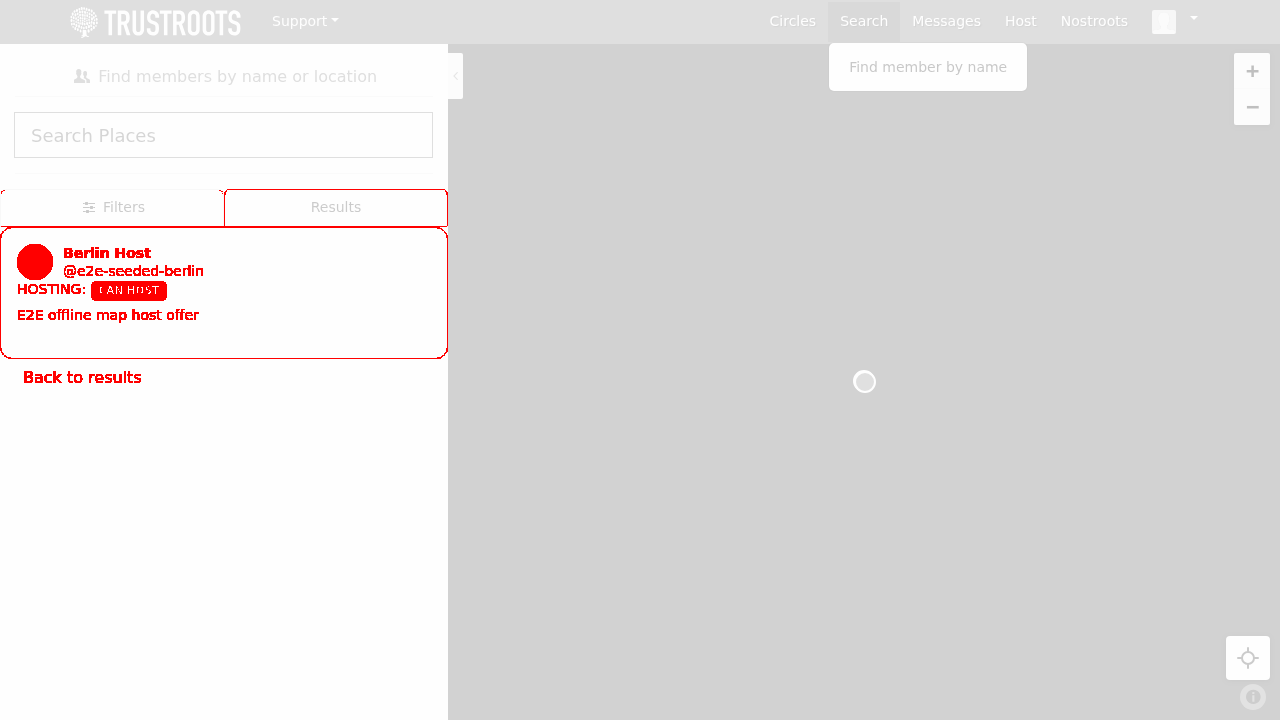 TRUSTROOTS
Support
Circles
Search
Messages
Host
Nostroots
Find member by name
Find members by name or location
Search Places
Filters
Results
Berlin Host
@e2e-seeded-berlin
HOSTING: CAN HOST
E2E offline map host offer
Back to results